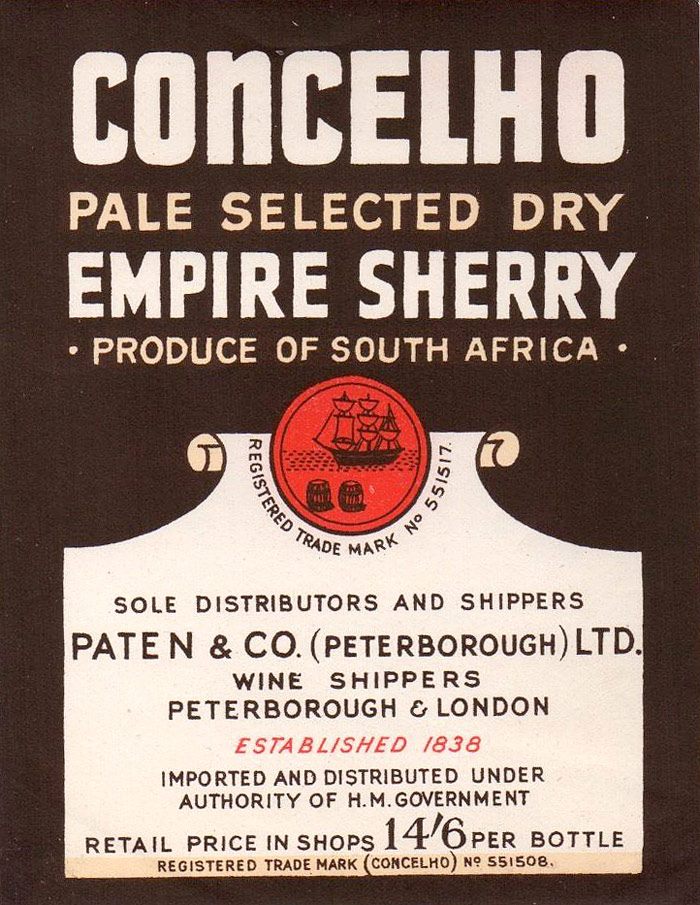 CONCELHO
PALE SELECTED DRY
EMPIRE SHERRY
• PRODUCE OF SOUTH AFRICA •
REGISTERED TRADE MARK No 551517.
SOLE DISTRIBUTORS AND SHIPPERS
PATEN & CO. (PETERBOROUGH) LTD.
WINE SHIPPERS
PETERBOROUGH & LONDON
ESTABLISHED 1838
IMPORTED AND DISTRIBUTED UNDER
AUTHORITY OF H.M. GOVERNMENT
RETAIL PRICE IN SHOPS 14/6 PER BOTTLE
REGISTERED TRADE MARK (CONCELHO) No 551508.